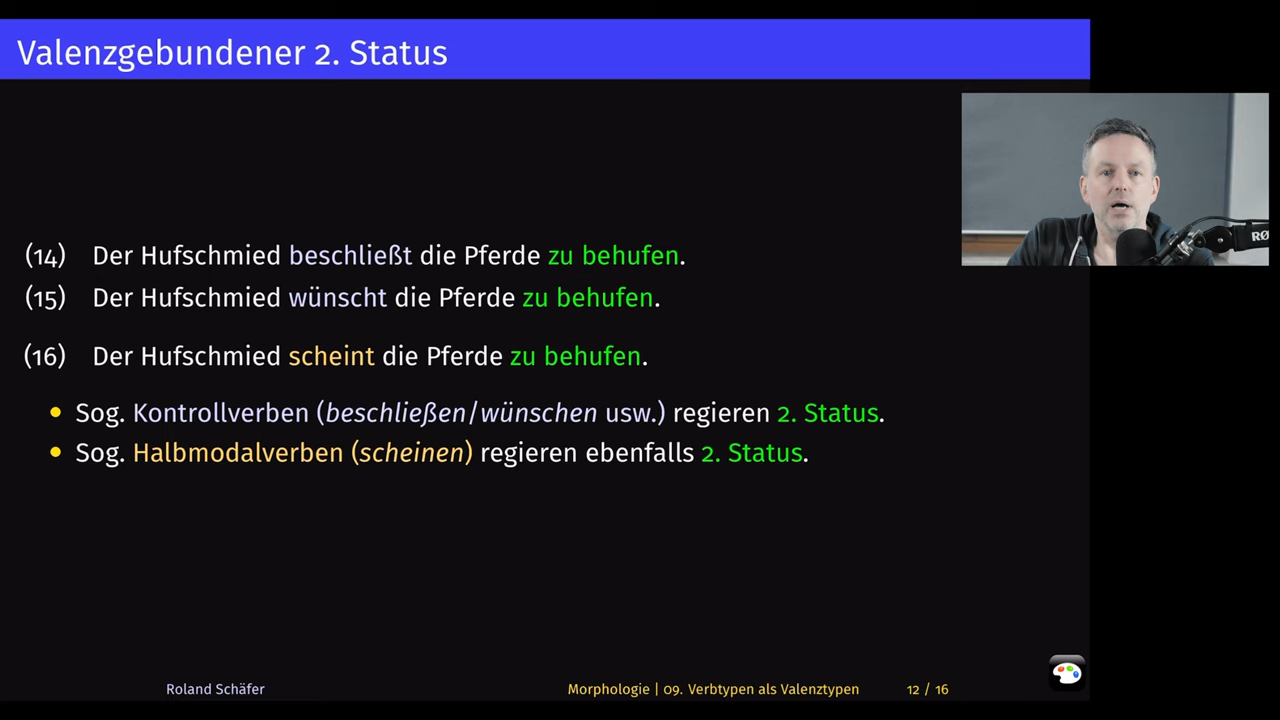 Valenzgebundener 2. Status
(14) Der Hufschmied beschließt die Pferde zu behufen.
(15) Der Hufschmied wünscht die Pferde zu behufen.
(16) Der Hufschmied scheint die Pferde zu behufen.
• Sog. Kontrollverben (beschließen/wünschen usw.) regieren 2. Status.
• Sog. Halbmodalverben (scheinen) regieren ebenfalls 2. Status.
Roland Schäfer Morphologie | 09. Verbtypen als Valenztypen 12 / 16
RØ